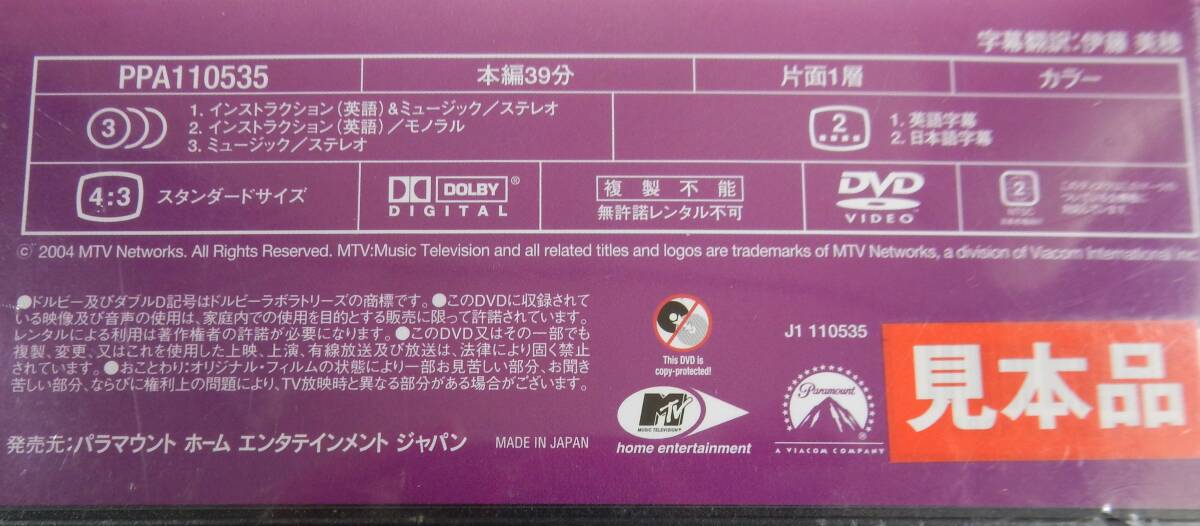 字幕翻訳:伊藤 美穂
PPA110535 本編39分 片面1層 カラー
3
1. インストラクション(英語)&ミュージック/ステレオ
2. インストラクション(英語)/モノラル
3. ミュージック/ステレオ
2
1. 英語字幕
2. 日本語字幕
4:3 スタンダードサイズ
DOLBY®
DIGITAL
複製不能
無許諾レンタル不可
DVD
VIDEO
2
NTSC
© 2004 MTV Networks. All Rights Reserved. MTV:Music Television and all related titles and logos are trademarks of MTV Networks, a division of Viacom International Inc
●ドルビー及びダブルD記号はドルビーラボラトリーズの商標です。●このDVDに収録されて
いる映像及び音声の使用は、家庭内での使用を目的とする販売に限って許諾されています。
レンタルによる利用は著作権者の許諾が必要になります。●このDVD又はその一部でも
複製、変更、又はこれを使用した上映、上演、有線放送及び放送は、法律により固く禁止
されています。●おことわり:オリジナル・フィルムの状態により一部お見苦しい部分、お聞き
苦しい部分、ならびに権利上の問題により、TV放映時と異なる部分がある場合がございます。
発売元:パラマウント ホーム エンタテインメント ジャパン
MADE IN JAPAN
This DVD is
copy-protected!
MTV
MUSIC TELEVISION®
home entertainment
J1 110535
Paramount
®
A VIACOM COMPANY
見本品